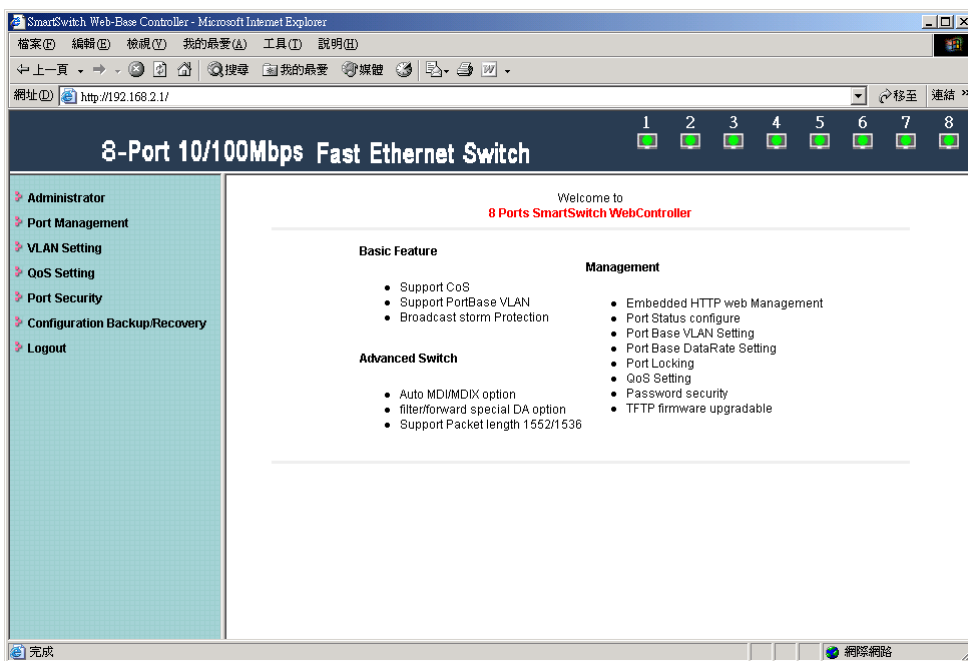 SmartSwitch Web-Base Controller - Microsoft Internet Explorer
檔案(F) 編輯(E) 檢視(V) 我的最愛(A) 工具(T) 說明(H)
上一頁 搜尋 我的最愛 媒體
網址(D) http://192.168.2.1/ 移至 連結 »
1 2 3 4 5 6 7 8
8-Port 10/100Mbps Fast Ethernet Switch
Administrator
Port Management
VLAN Setting
QoS Setting
Port Security
Configuration Backup/Recovery
Logout
Welcome to
8 Ports SmartSwitch WebController
Basic Feature
Support CoS
Support PortBase VLAN
Broadcast storm Protection
Advanced Switch
Auto MDI/MDIX option
filter/forward special DA option
Support Packet length 1552/1536
Management
Embedded HTTP web Management
Port Status configure
Port Base VLAN Setting
Port Base DataRate Setting
Port Locking
QoS Setting
Password security
TFTP firmware upgradable
完成 網際網路